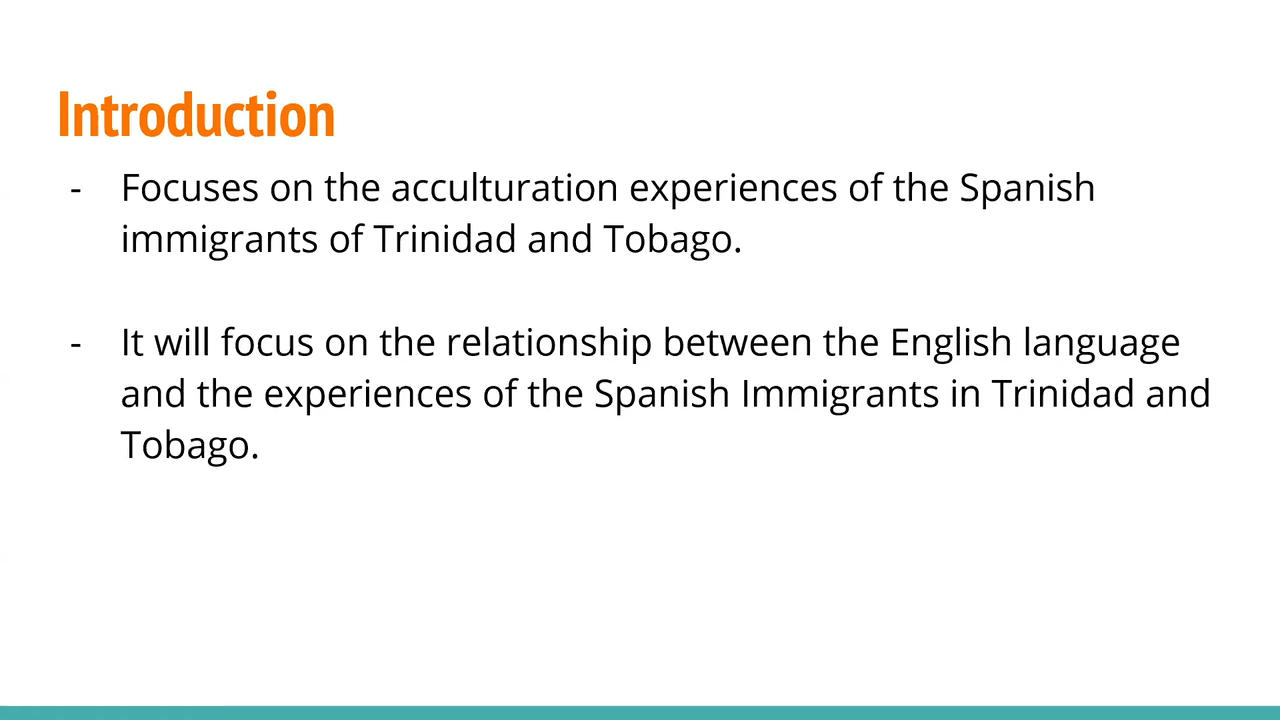 Introduction
- Focuses on the acculturation experiences of the Spanish
immigrants of Trinidad and Tobago.
- It will focus on the relationship between the English language
and the experiences of the Spanish Immigrants in Trinidad and
Tobago.